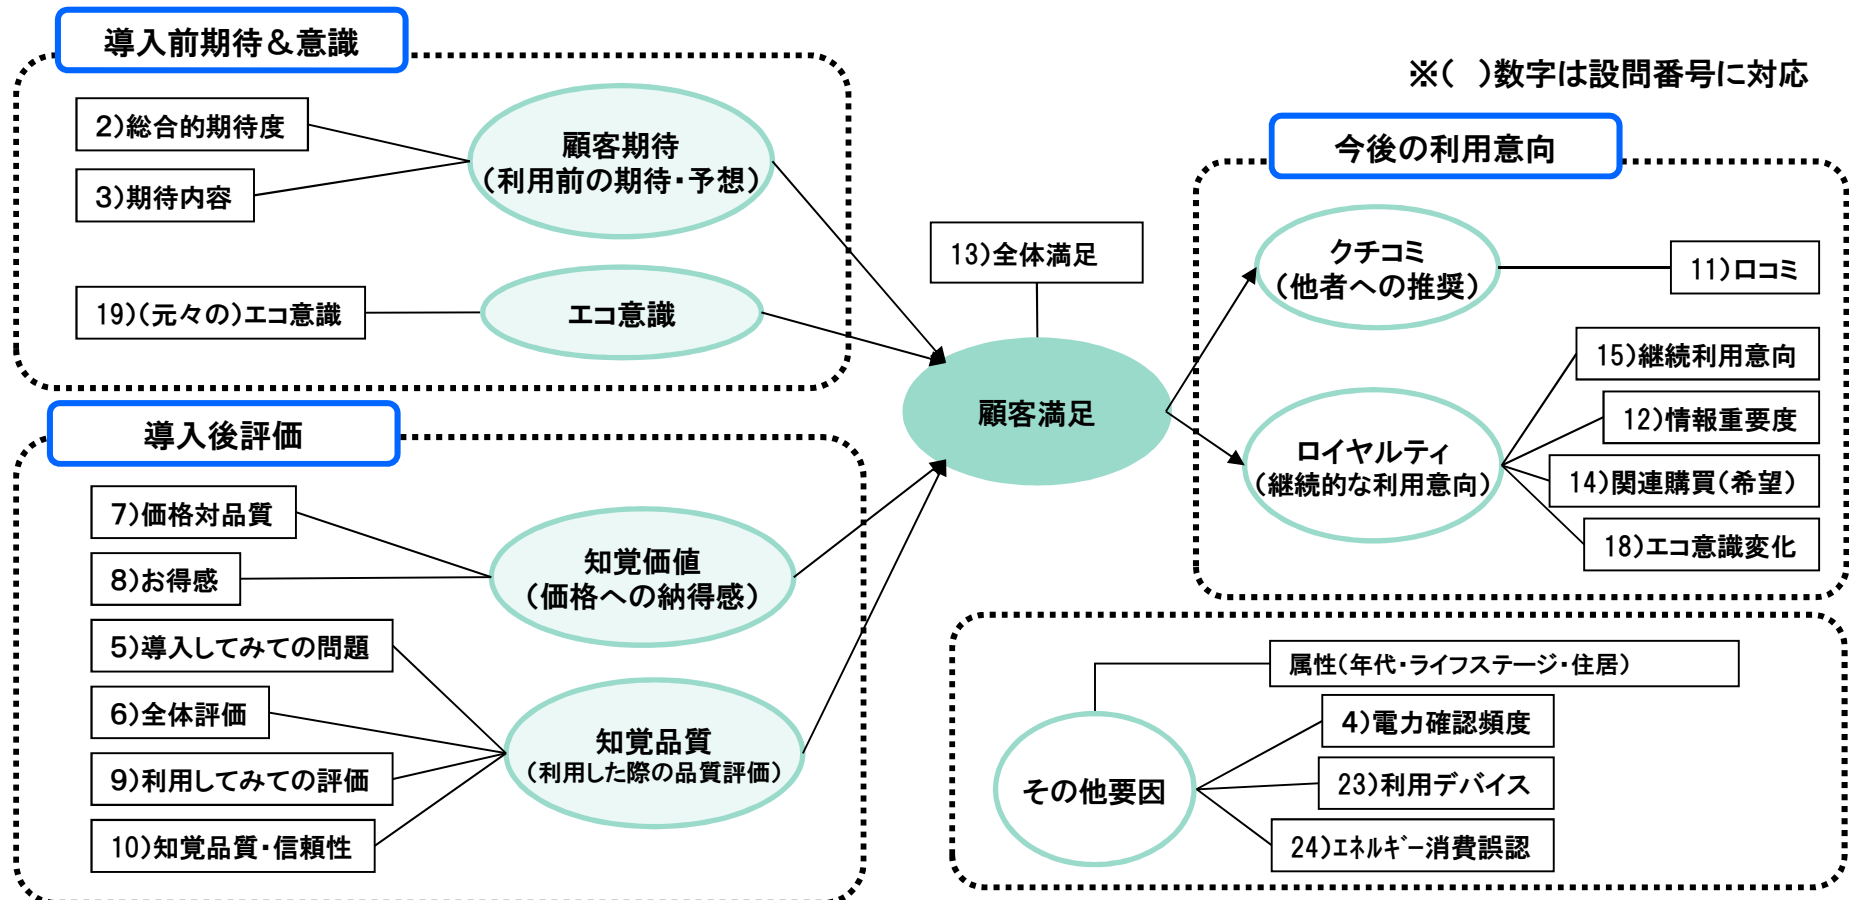 導入前期待&意識
2)総合的期待度
3)期待内容
19)(元々の)エコ意識
顧客期待
(利用前の期待・予想)
エコ意識
導入後評価
7)価格対品質
8)お得感
5)導入してみての問題
6)全体評価
9)利用してみての評価
10)知覚品質・信頼性
知覚価値
(価格への納得感)
知覚品質
(利用した際の品質評価)
13)全体満足
顧客満足
※( )数字は設問番号に対応
今後の利用意向
クチコミ
(他者への推奨)
11)口コミ
ロイヤルティ
(継続的な利用意向)
15)継続利用意向
12)情報重要度
14)関連購買(希望)
18)エコ意識変化
その他要因
属性(年代・ライフステージ・住居)
4)電力確認頻度
23)利用デバイス
24)エネルギー消費誤認